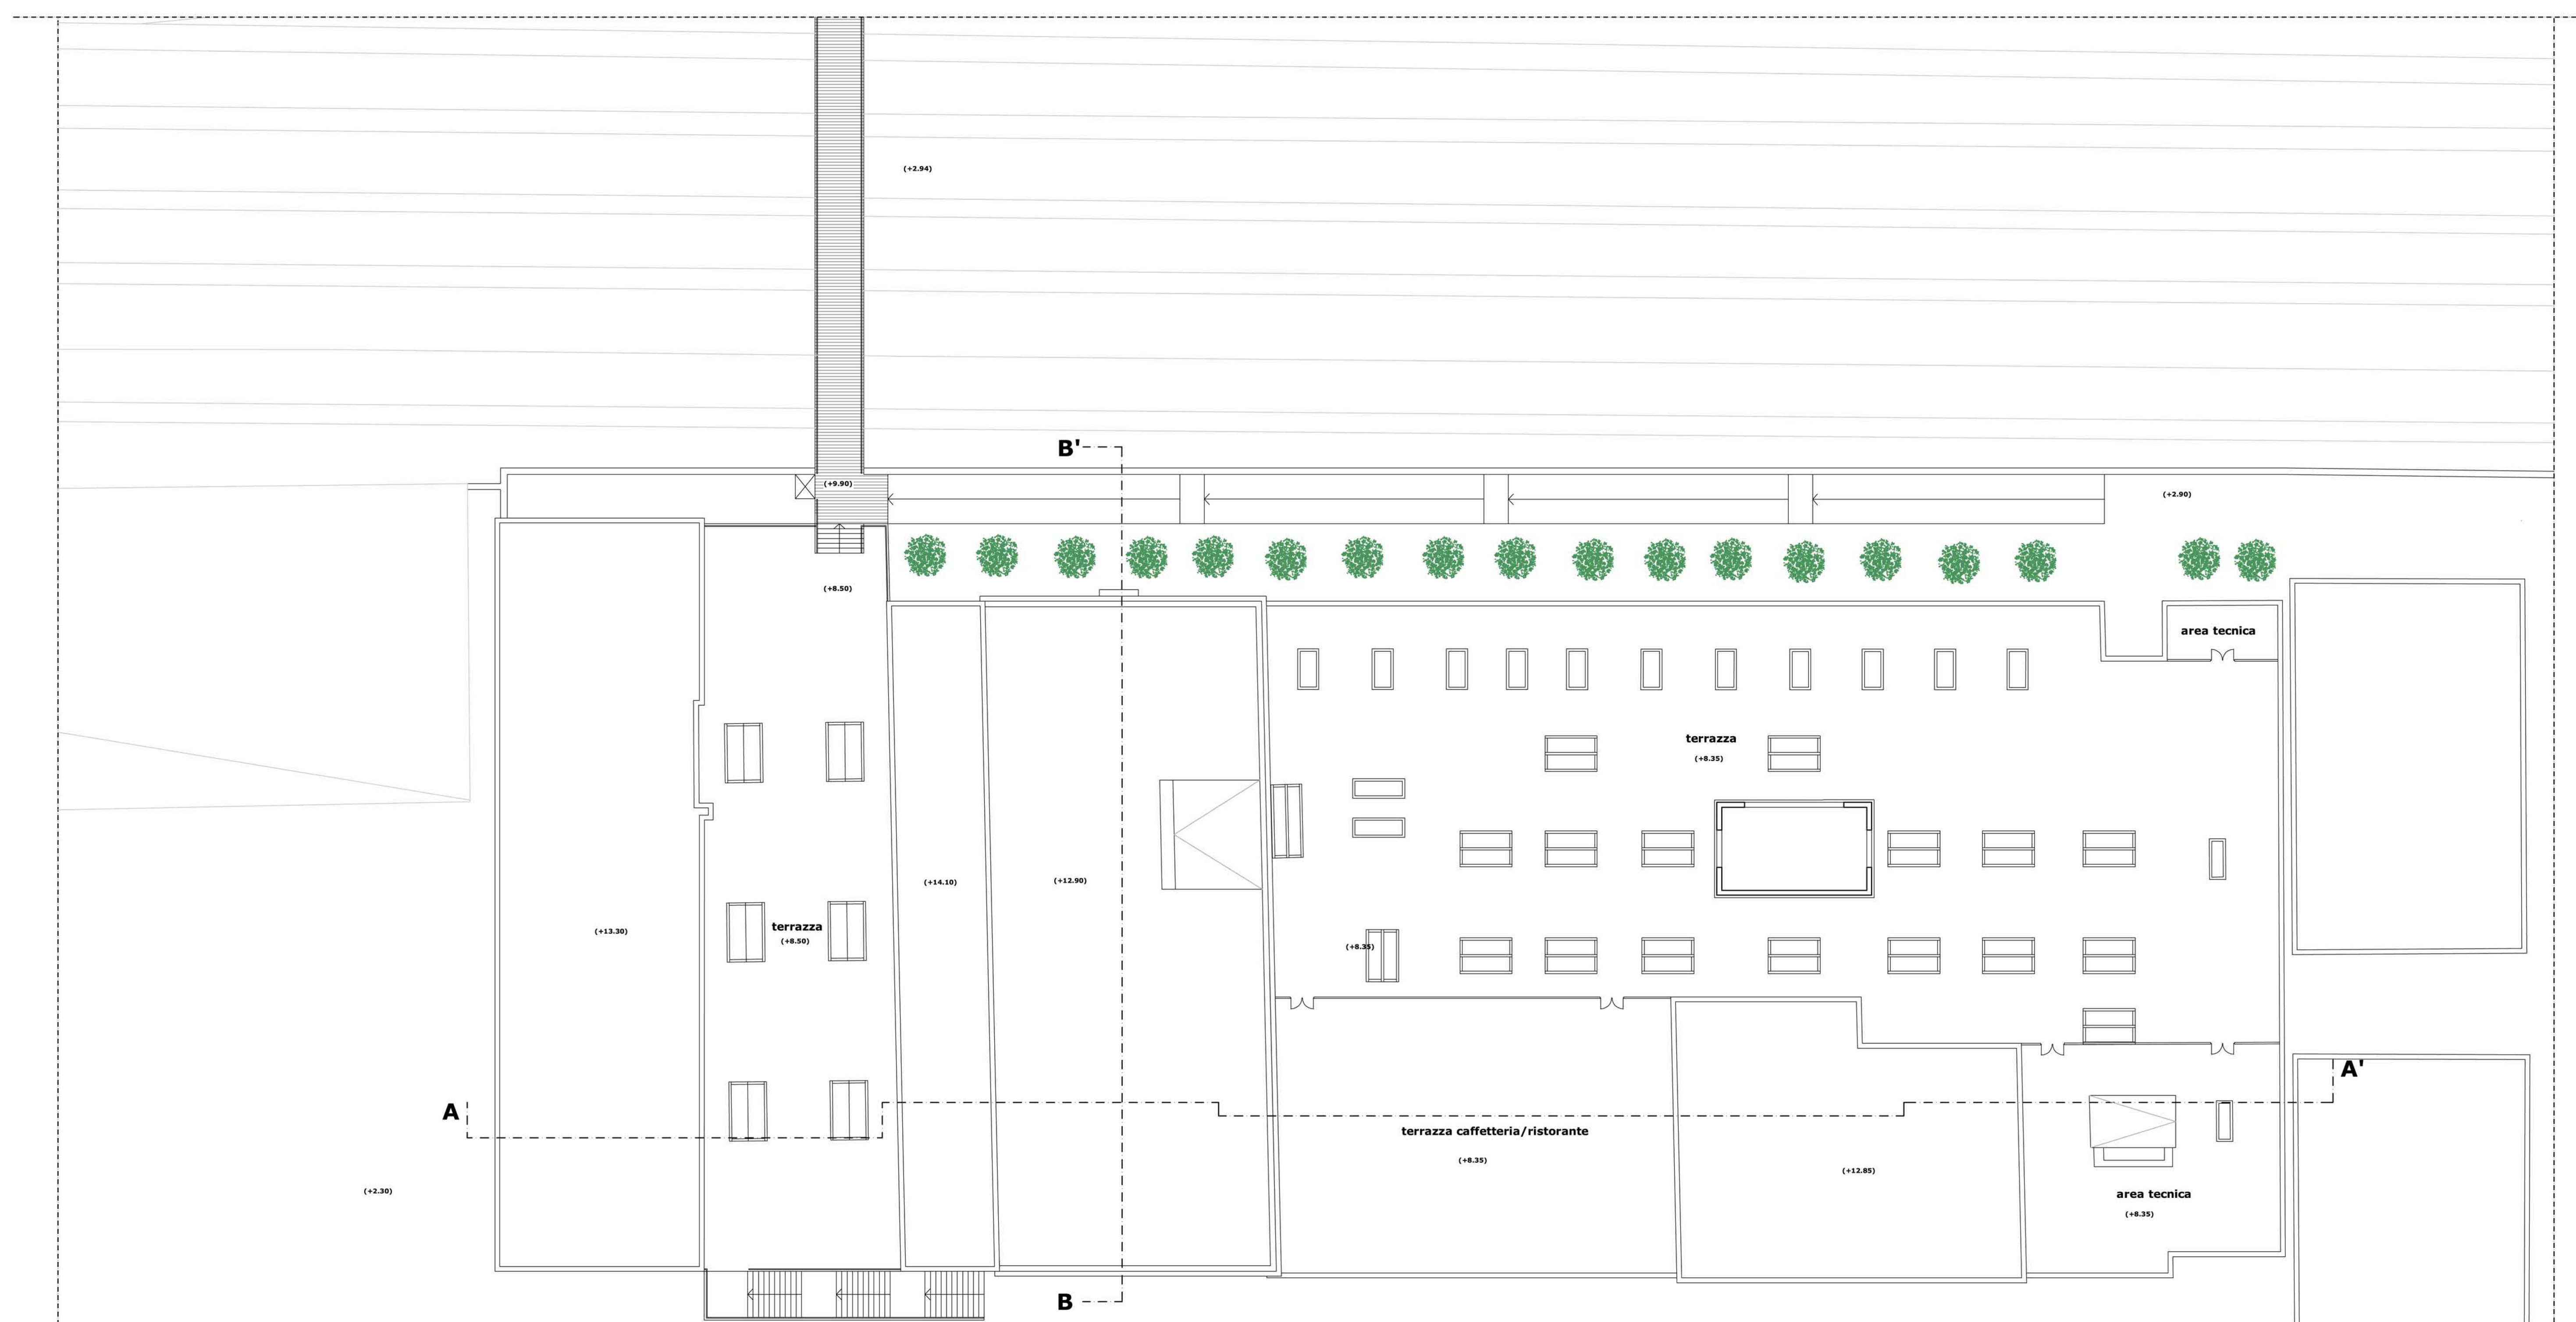 (+2.94)
B'
(+9.90)
(+2.90)
(+8.50)
area tecnica
terrazza
(+8.35)
(+14.10)
(+12.90)
(+13.30)
terrazza
(+8.50)
(+8.35)
A'
A
terrazza caffetteria/ristorante
(+8.35)
(+12.85)
(+2.30)
area tecnica
(+8.35)
B